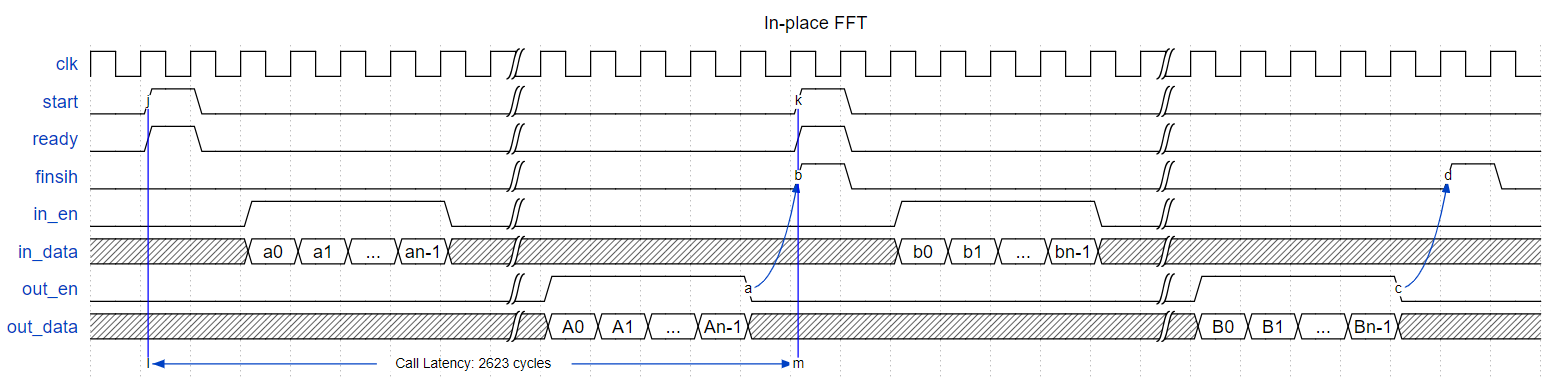 In-place FFT
clk
start j k
ready
finsih b d
in_en
in_data a0 a1 ... an-1 b0 b1 ... bn-1
out_en a c
out_data A0 A1 ... An-1 B0 B1 ... Bn-1
l Call Latency: 2623 cycles m